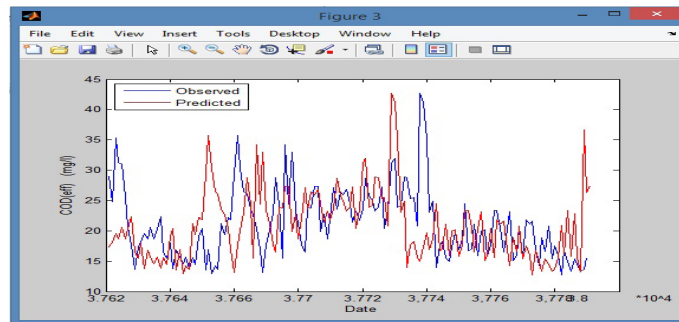 Figure 3
File Edit View Insert Tools Desktop Window Help
45
40
35
30
25
20
15
10
COD(eff) (mg/l)
Observed
Predicted
3.762 3.764 3.766 3.77 3.772 3.774 3,776 3,778 3.8 *10^4
Date